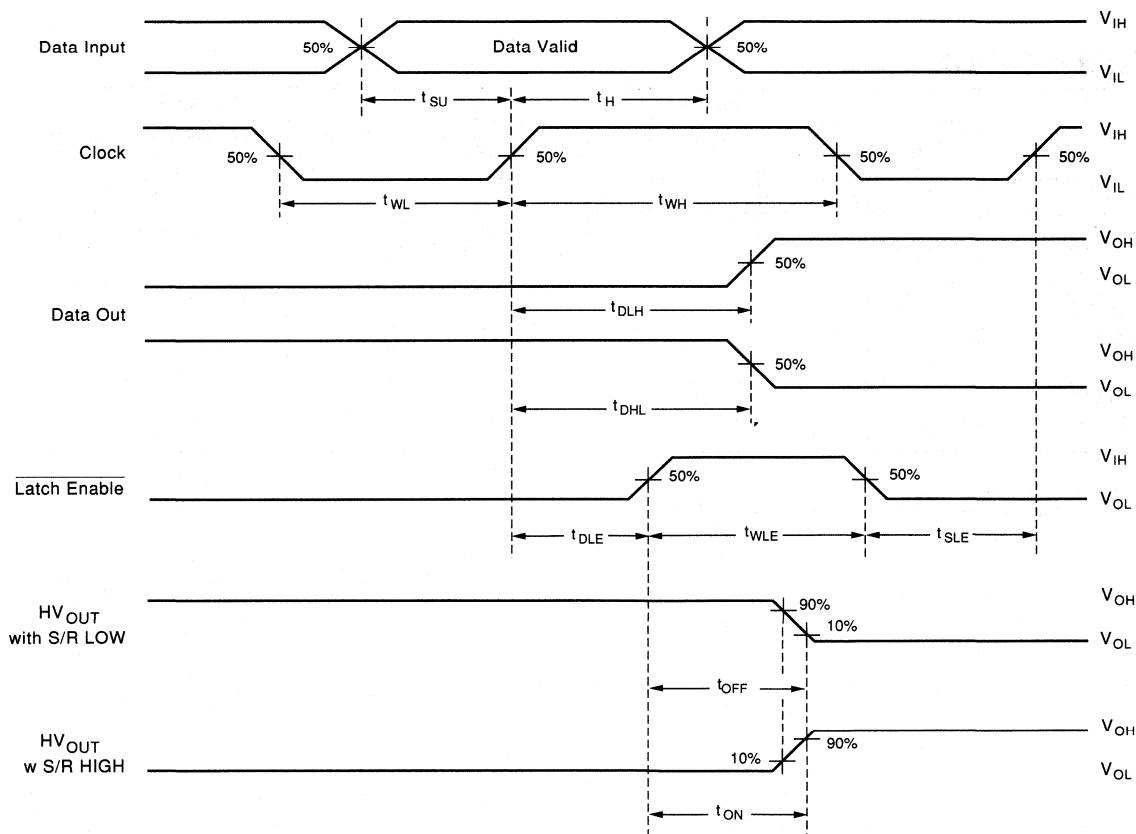 V_IH
Data Input 50% Data Valid 50%
V_IL
t_SU t_H
V_IH
Clock 50% 50% 50% 50%
V_IL
t_WL t_WH
V_OH
50%
V_OL
t_DLH
Data Out
V_OH
50%
V_OL
t_DHL
V_IH
Latch Enable 50% 50%
V_OL
t_DLE t_WLE t_SLE
V_OH
HV_OUT 90%
with S/R LOW 10%
V_OL
t_OFF
V_OH
HV_OUT 90%
w S/R HIGH 10%
V_OL
t_ON